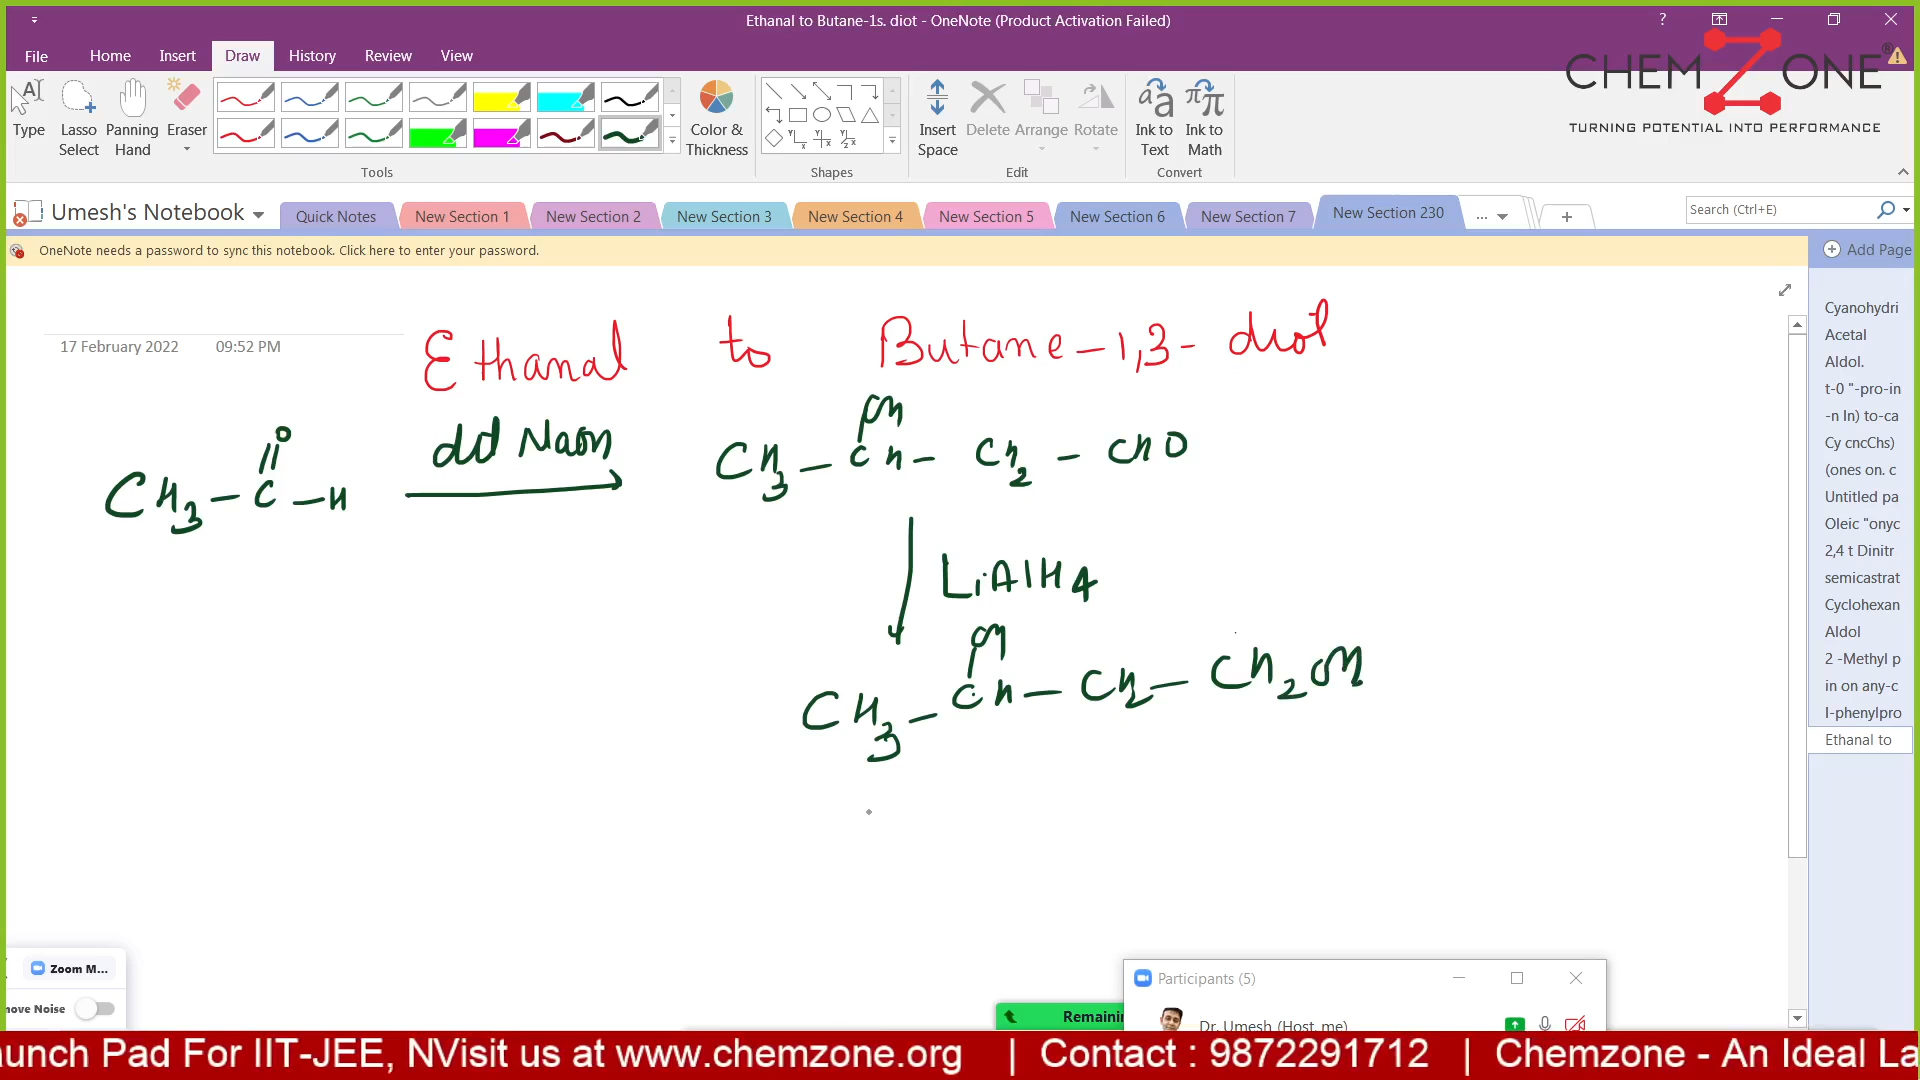 Ethanal to Butane-1s. diot - OneNote (Product Activation Failed)
?
File Home Insert Draw History Review View
CHEMZONE®
TURNING POTENTIAL INTO PERFORMANCE
Type Lasso Select Panning Hand Eraser
Color & Thickness
Insert Space Delete Arrange Rotate
Ink to Text Ink to Math
Tools Shapes Edit Convert
Umesh's Notebook Quick Notes New Section 1 New Section 2 New Section 3 New Section 4 New Section 5 New Section 6 New Section 7 New Section 230 ... + Search (Ctrl+E)
OneNote needs a password to sync this notebook. Click here to enter your password.
Add Page
17 February 2022 09:52 PM
Ethanal to Butane-1,3-diol
O
CH3-C-H
dil NaOH
OH
CH3-CH-CH2-CHO
LiAlH4
OH
CH3-CH-CH2-CH2OH
Cyanohydri
Acetal
Aldol.
t-0 "-pro-in
-n In) to-ca
Cy cncChs)
(ones on. c
Untitled pa
Oleic "onyc
2,4 t Dinitr
semicastrat
Cyclohexan
Aldol
2 -Methyl p
in on any-c
I-phenylpro
Ethanal to
Zoom M...
move Noise
Remainin
Participants (5)
Dr. Umesh (Host, me)
aunch Pad For IIT-JEE, NVisit us at www.chemzone.org | Contact : 9872291712 | Chemzone - An Ideal La